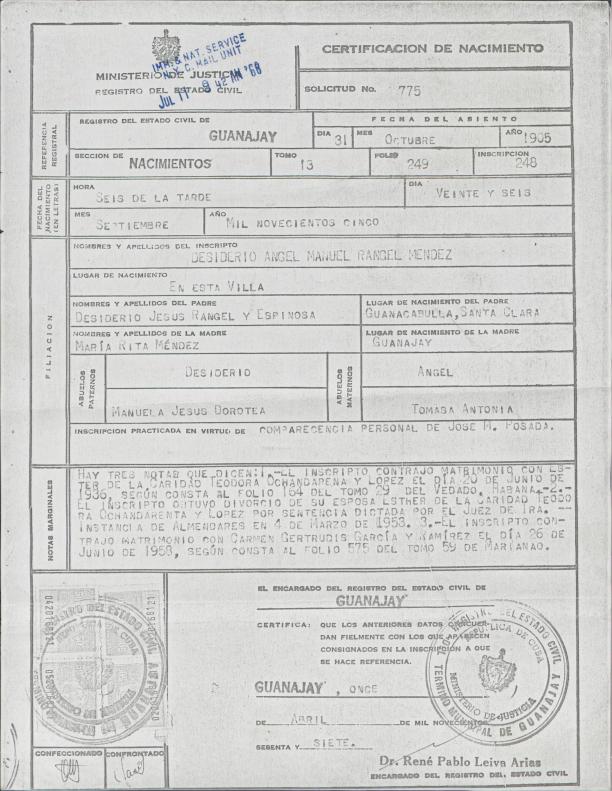 IMM. & NAT. SERVICE
N.Y.C. MAIL UNIT
JUL 11 9 42 AM '68
MINISTERIO DE JUSTICIA
REGISTRO DEL ESTADO CIVIL
CERTIFICACION DE NACIMIENTO
SOLICITUD No. 775
REFERENCIA REGISTRAL
REGISTRO DEL ESTADO CIVIL DE
GUANAJAY
FECHA DEL ASIENTO
DIA 31 MES OCTUBRE AÑO 1905
SECCION DE NACIMIENTOS TOMO 13 FOLIO 249 INSCRIPCION 248
FECHA DEL NACIMIENTO (EN LETRAS)
HORA SEIS DE LA TARDE DIA VEINTE Y SEIS
MES SEPTIEMBRE AÑO MIL NOVECIENTOS CINCO
FILIACION
NOMBRES Y APELLIDOS DEL INSCRIPTO
DESIDERIO ANGEL MANUEL RANGEL MENDEZ
LUGAR DE NACIMIENTO
EN ESTA VILLA
NOMBRES Y APELLIDOS DEL PADRE
DESIDERIO JESUS RANGEL Y ESPINOSA
LUGAR DE NACIMIENTO DEL PADRE
GUANACABULLA, SANTA CLARA
NOMBRES Y APELLIDOS DE LA MADRE
MARÍA RITA MÉNDEZ
LUGAR DE NACIMIENTO DE LA MADRE
GUANAJAY
ABUELOS PATERNOS
DESIDERIO
MANUELA JESUS DOROTEA
ABUELOS MATERNOS
ANGEL
TOMASA ANTONIA
INSCRIPCION PRACTICADA EN VIRTUD DE COMPARECENCIA PERSONAL DE JOSE M. POSADA.
NOTAS MARGINALES
HAY TRES NOTAS QUE DICEN:1.-EL INSCRIPTO CONTRAJO MATRIMONIO CON ES-
TER DE LA CARIDAD TEODORA OCHANDARENA Y LOPEZ EL DÍA 20 DE JUNIO DE
1936, SEGÚN CONSTA AL FOLIO 164 DEL TOMO 29 DEL VEDADO, HABANA.-2.-
EL INSCRIPTO OBTUVO DIVORCIO DE SU ESPOSA ESTHER DE LA CARIDAD TEODO
RA OCHANDARENTA Y LOPEZ POR SENTENCIA DICTADA POR EL JUEZ DE 1RA. --
INSTANCIA DE ALMENDARES EN 4 DE MARZO DE 1953. 3.-EL INSCRIPTO CON-
TRAJO MATRIMONIO CON CARMEN GERTRUDIS GARCÍA Y RAMÍREZ EL DÍA 26 DE
JUNIO DE 1958, SEGÚN CONSTA AL FOLIO 575 DEL TOMO 59 DE MARIANAO.
EL ENCARGADO DEL REGISTRO DEL ESTADO CIVIL DE
GUANAJAY
CERTIFICA: QUE LOS ANTERIORES DATOS CONCUER-
DAN FIELMENTE CON LOS QUE APARECEN
CONSIGNADOS EN LA INSCRIPCION A QUE
SE HACE REFERENCIA.
GUANAJAY, ONCE
DE ABRIL DE MIL NOVECIENTOS
SESENTA Y SIETE.
REGISTRO DEL ESTADO CIVIL
REPUBLICA DE CUBA
MINISTERIO DE JUSTICIA
TERMINO MUNICIPAL DE GUANAJAY
CONFECCIONADO CONFRONTADO
Dr. René Pablo Leiva Arias
ENCARGADO DEL REGISTRO DEL ESTADO CIVIL